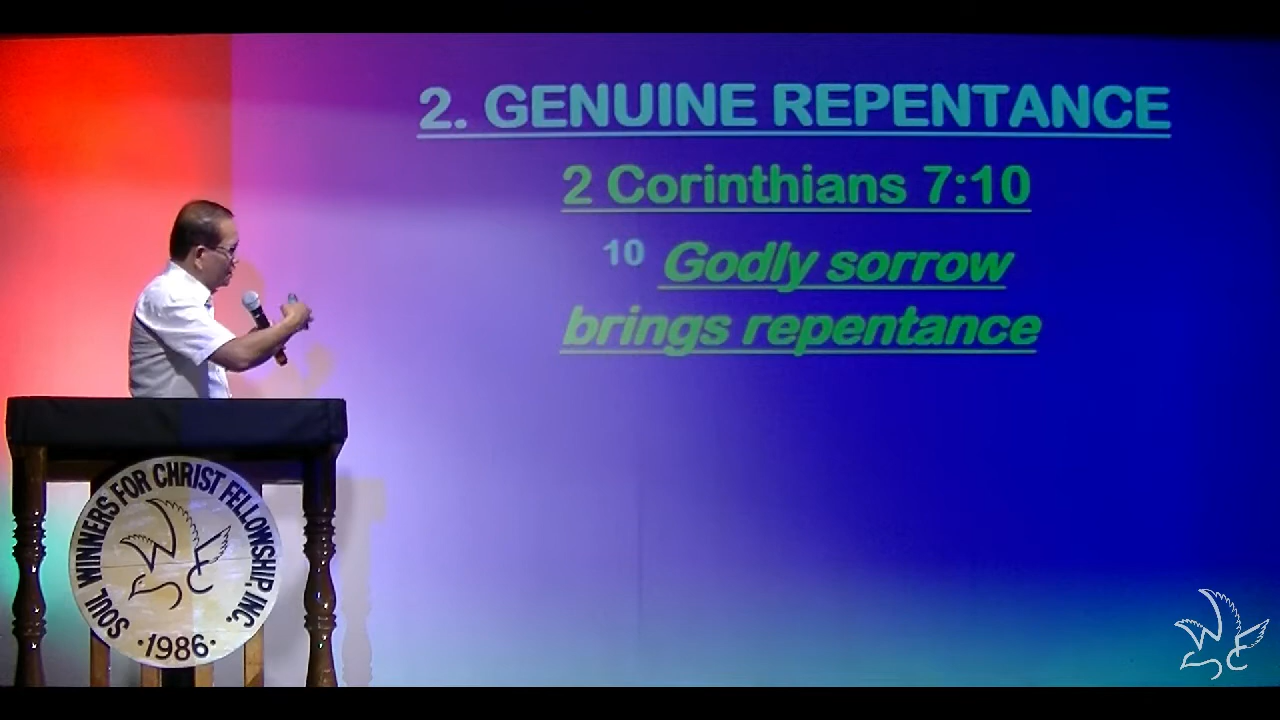 2. GENUINE REPENTANCE
2 Corinthians 7:10
10 Godly sorrow
brings repentance
SOUL WINNERS FOR CHRIST FELLOWSHIP, INC.
·1986·